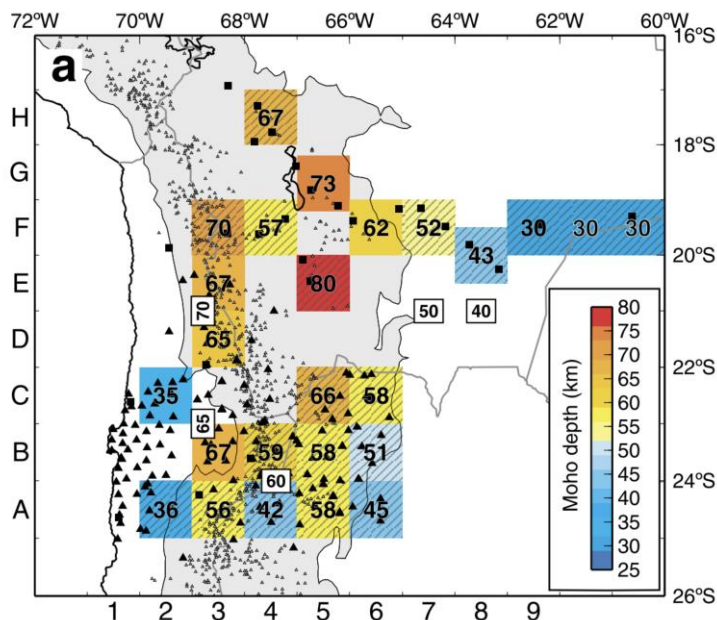 72°W 70°W 68°W 66°W 64°W 62°W 60°W
a
16°S
H 67
18°S
G 73
F 70 57 62 52 43 30 30 30
20°S
E 67 80
70 50 40
D 65
22°S
C 35 66 58
65
B 67 59 58 51
60
24°S
A 36 56 42 58 45
26°S
1 2 3 4 5 6 7 8 9
Moho depth (km)
80
75
70
65
60
55
50
45
40
35
30
25